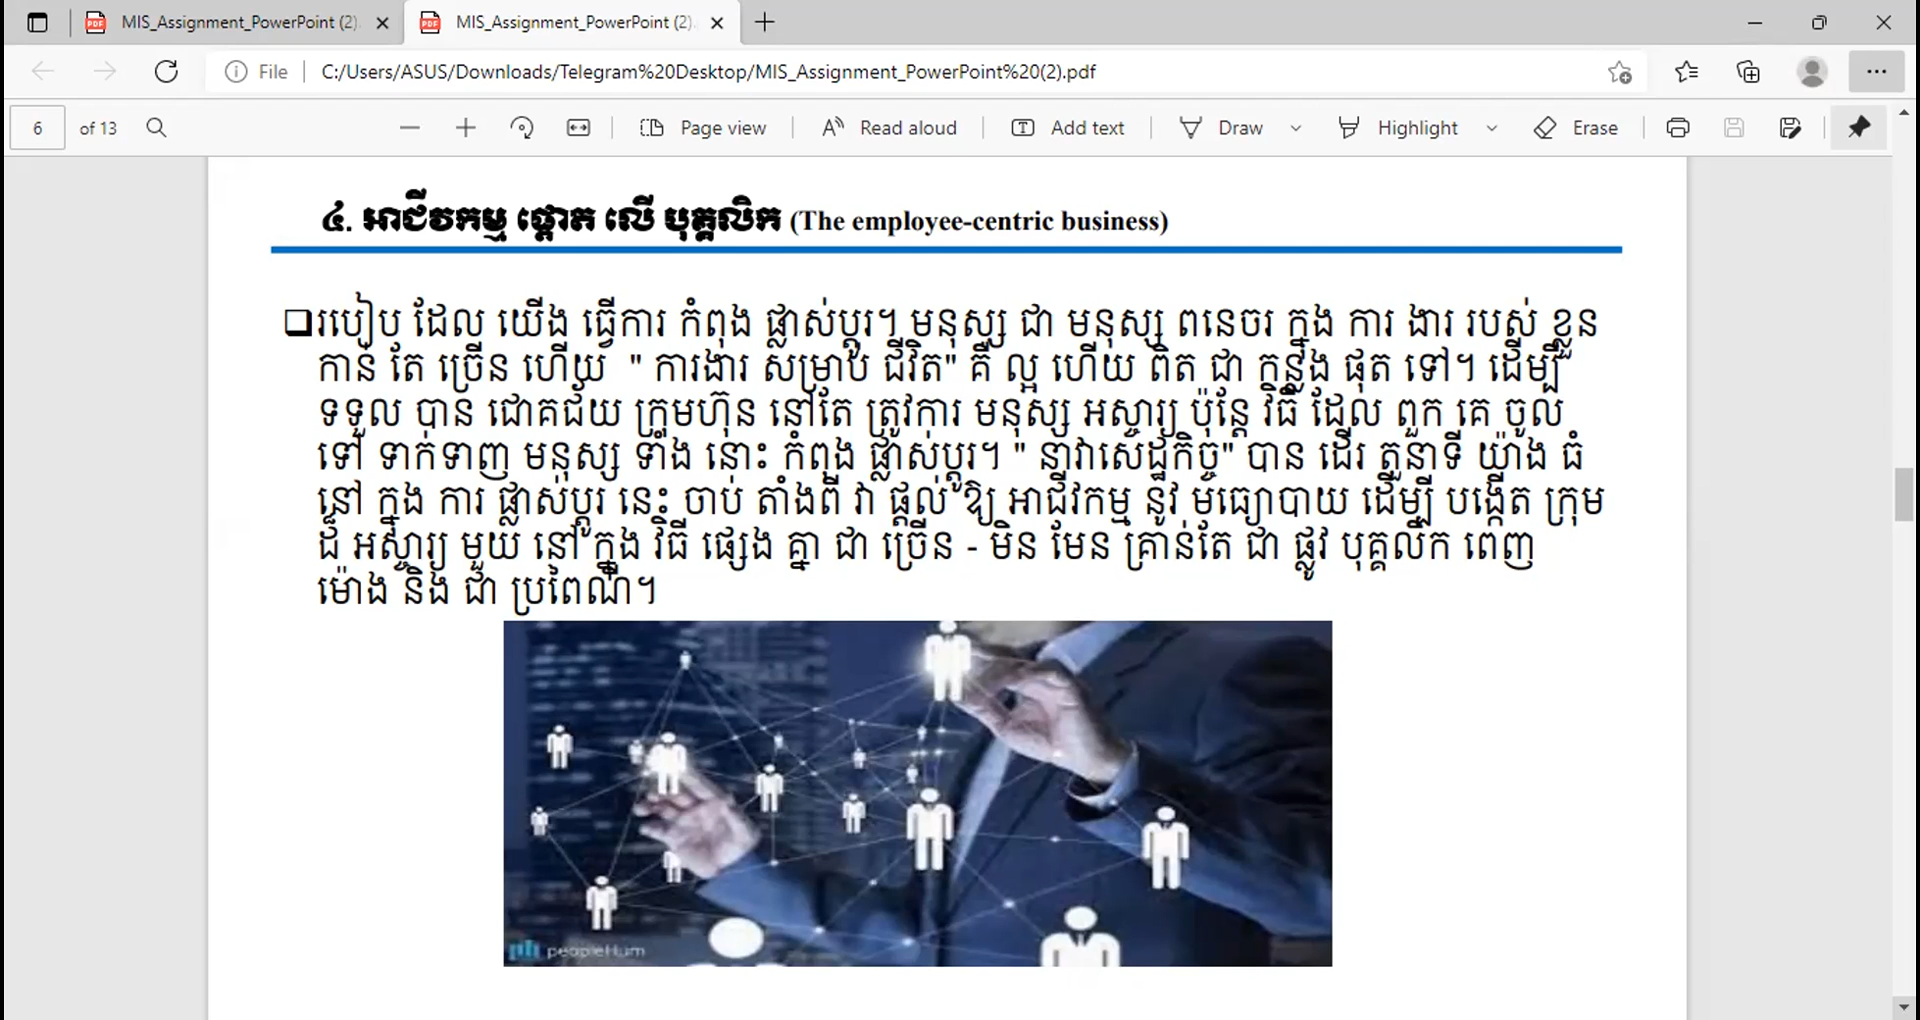 MIS_Assignment_PowerPoint (2).
MIS_Assignment_PowerPoint (2).
File
C:/Users/ASUS/Downloads/Telegram%20Desktop/MIS_Assignment_PowerPoint%20(2).pdf
6 of 13
Page view
Read aloud
Add text
Draw
Highlight
Erase
៤. អាជីវកម្ម ផ្តោត លើ បុគ្គលិក (The employee-centric business)
របៀប ដែល យើង ធ្វើការ កំពុង ផ្លាស់ប្តូរ។ មនុស្ស ជា មនុស្ស ពនេចរ ក្នុង ការ ងារ របស់ ខ្លួន
កាន់ តែ ច្រើន ហើយ " ការងារ សម្រាប់ ជីវិត" គឺ ល្អ ហើយ ពិត ជា កន្លង ផុត ទៅ។ ដើម្បី
ទទួល បាន ជោគជ័យ ក្រុមហ៊ុន នៅតែ ត្រូវការ មនុស្ស អស្ចារ្យ ប៉ុន្តែ វិធី ដែល ពួក គេ ចូល
ទៅ ទាក់ទាញ មនុស្ស ទាំង នោះ កំពុង ផ្លាស់ប្តូរ។ " នាវាសេដ្ឋកិច្ច" បាន ដើរ តួនាទី យ៉ាង ធំ
នៅ ក្នុង ការ ផ្លាស់ប្តូរ នេះ ចាប់ តាំងពី វា ផ្តល់ ឱ្យ អាជីវកម្ម នូវ មធ្យោបាយ ដើម្បី បង្កើត ក្រុម
ដ៏ អស្ចារ្យ មួយ នៅ ក្នុង វិធី ផ្សេង គ្នា ជា ច្រើន - មិន មែន គ្រាន់តែ ជា ផ្លូវ បុគ្គលិក ពេញ
ម៉ោង និង ជា ប្រពៃណី។
peopleHum